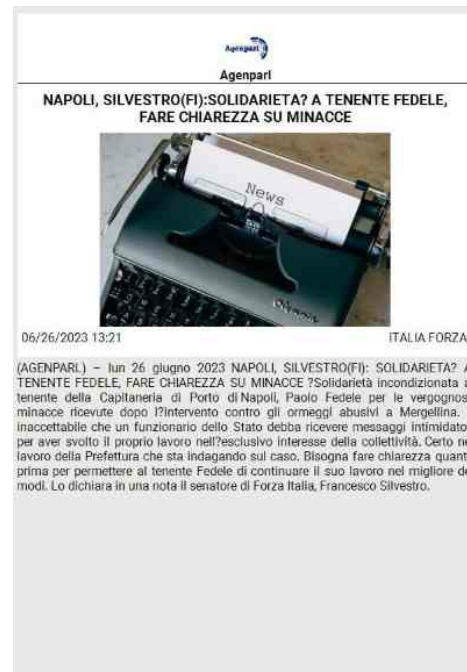 Agenparl
Agenparl
NAPOLI, SILVESTRO(FI):SOLIDARIETA? A TENENTE FEDELE,
FARE CHIAREZZA SU MINACCE
News
Olympia
06/26/2023 13:21
ITALIA FORZA
(AGENPARL) – lun 26 giugno 2023 NAPOLI, SILVESTRO(FI): SOLIDARIETA? A
TENENTE FEDELE, FARE CHIAREZZA SU MINACCE ?Solidarietà incondizionata a
tenente della Capitaneria di Porto di Napoli, Paolo Fedele per le vergognos
minacce ricevute dopo l?intervento contro gli ormeggi abusivi a Mergellina.
inaccettabile che un funzionario dello Stato debba ricevere messaggi intimidato
per aver svolto il proprio lavoro nell?esclusivo interesse della collettività. Certo ne
lavoro della Prefettura che sta indagando sul caso. Bisogna fare chiarezza quant
prima per permettere al tenente Fedele di continuare il suo lavoro nel migliore de
modi. Lo dichiara in una nota il senatore di Forza Italia, Francesco Silvestro.